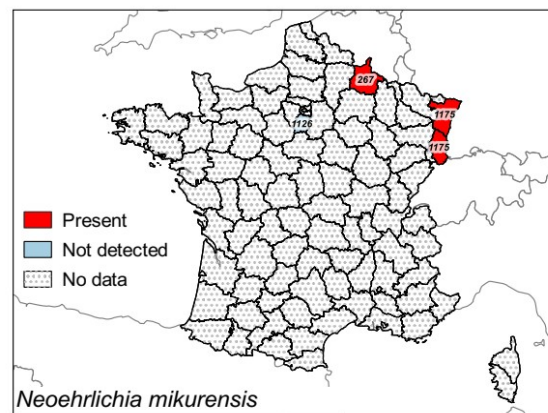 267
1175
1126
1175
Present
Not detected
No data
Neoehrlichia mikurensis